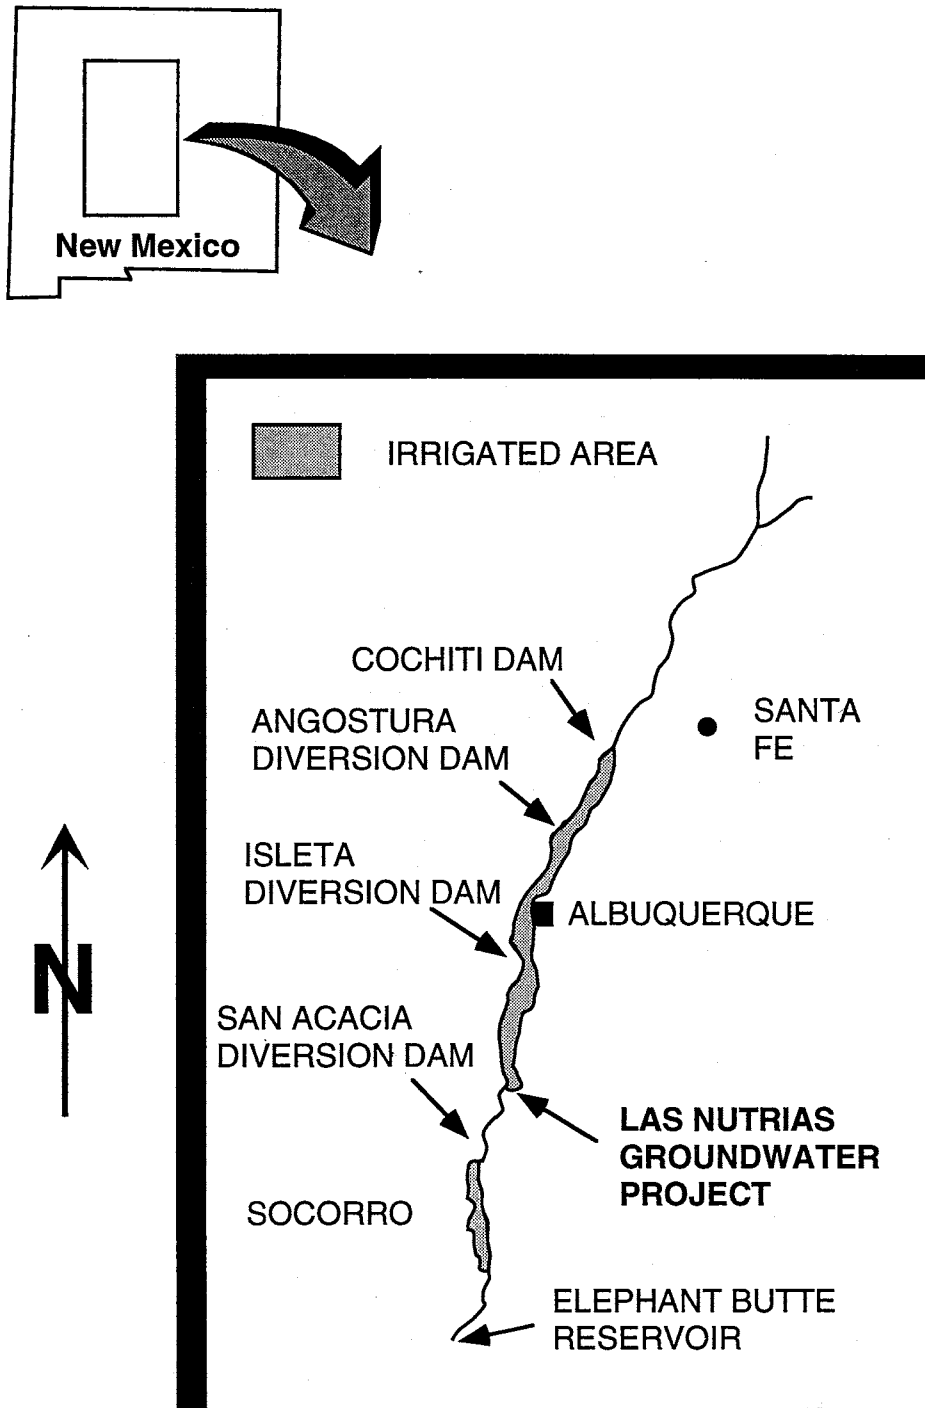 New Mexico
IRRIGATED AREA
COCHITI DAM
SANTA
FE
ANGOSTURA
DIVERSION DAM
ISLETA
DIVERSION DAM
ALBUQUERQUE
N
SAN ACACIA
DIVERSION DAM
LAS NUTRIAS
GROUNDWATER
PROJECT
SOCORRO
ELEPHANT BUTTE
RESERVOIR